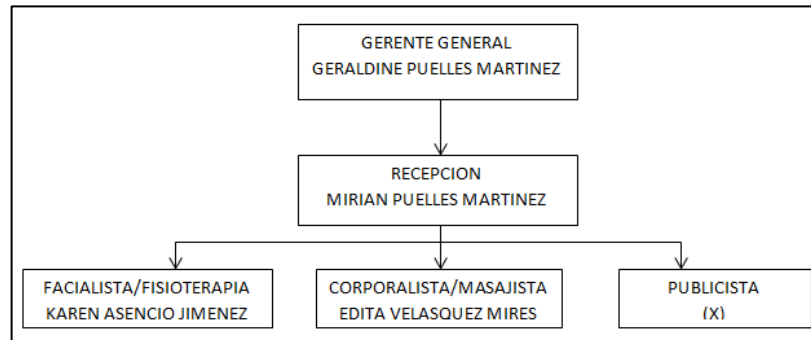 GERENTE GENERAL
GERALDINE PUELLES MARTINEZ
RECEPCION
MIRIAN PUELLES MARTINEZ
FACIALISTA/FISIOTERAPIA
KAREN ASENCIO JIMENEZ
CORPORALISTA/MASAJISTA
EDITA VELASQUEZ MIRES
PUBLICISTA
(X)